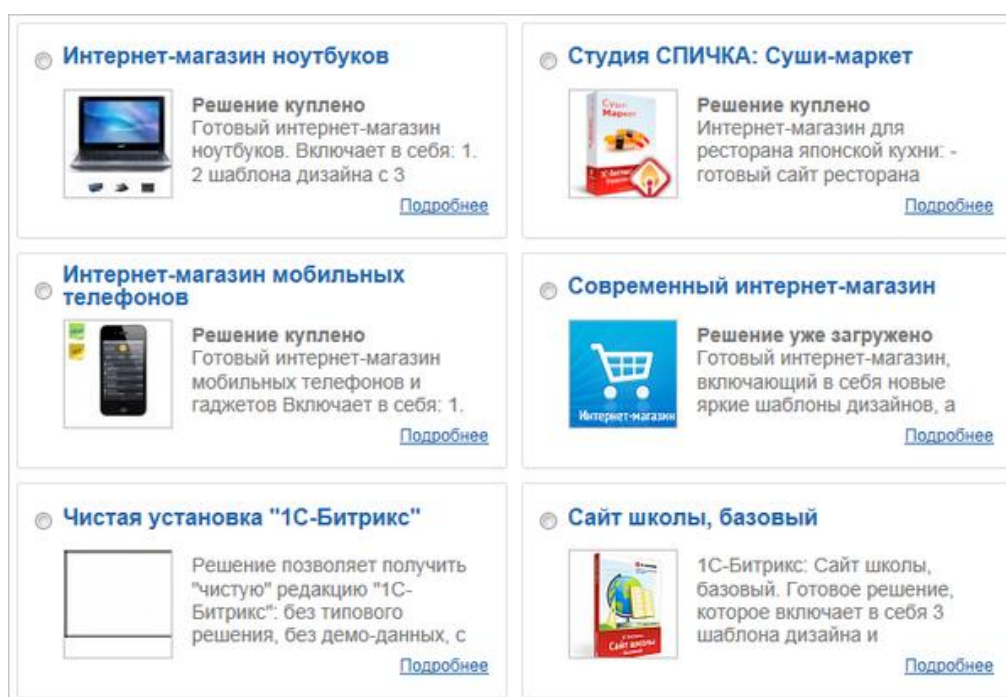 Интернет-магазин ноутбуков
Решение куплено
Готовый интернет-магазин
ноутбуков. Включает в себя: 1.
2 шаблона дизайна с 3
Подробнее
Студия СПИЧКА: Суши-маркет
Суши
Маркет
Решение куплено
Интернет-магазин для
ресторана японской кухни: -
готовый сайт ресторана
Подробнее
Интернет-магазин мобильных
телефонов
Решение куплено
Готовый интернет-магазин
мобильных телефонов и
гаджетов Включает в себя: 1.
Подробнее
Современный интернет-магазин
Интернет-магазин
Решение уже загружено
Готовый интернет-магазин,
включающий в себя новые
яркие шаблоны дизайнов, а
Подробнее
Чистая установка "1С-Битрикс"
Решение позволяет получить
"чистую" редакцию "1С-
Битрикс": без типового
решения, без демо-данных, с
Подробнее
Сайт школы, базовый
Сайт школы
1С-Битрикс: Сайт школы,
базовый. Готовое решение,
которое включает в себя 3
шаблона дизайна и
Подробнее